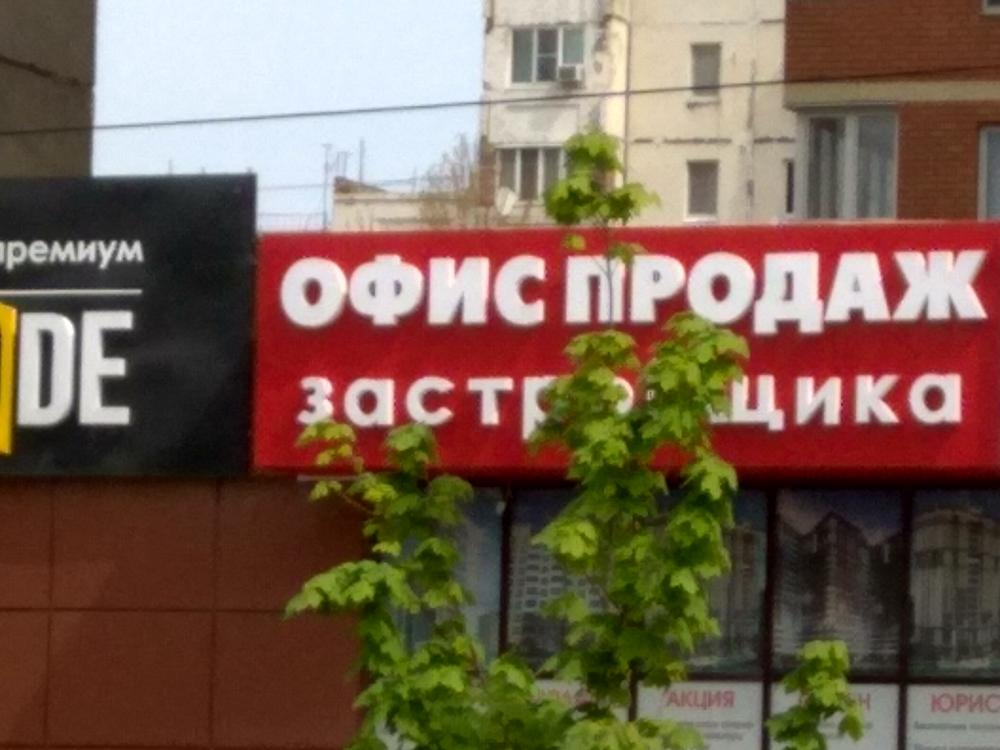 премиум
DE
ОФИС ПРОДАЖ
застройщика
АКЦИЯ
ЮРИС